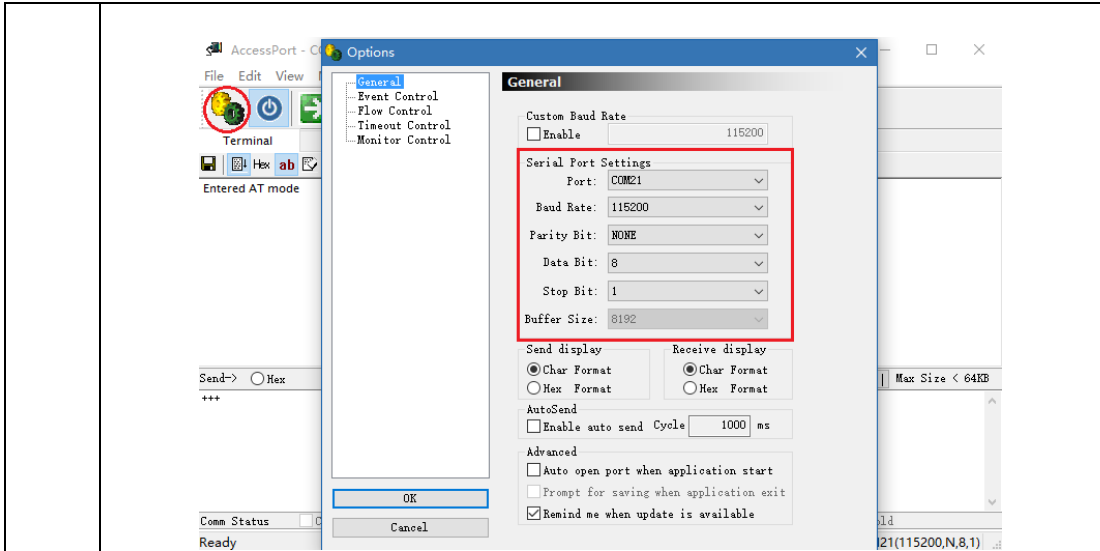 AccessPort - C
Options
File Edit View
General
Event Control
Flow Control
Timeout Control
Monitor Control
General
Custom Baud Rate
Enable
115200
Terminal
Hex ab
Entered AT mode
Serial Port Settings
Port: COM21
Baud Rate: 115200
Parity Bit: NONE
Data Bit: 8
Stop Bit: 1
Buffer Size: 8192
Send display
Char Format
Hex Format
Receive display
Char Format
Hex Format
Send-> Hex
Max Size < 64KB
+++
AutoSend
Enable auto send Cycle 1000 ms
Advanced
Auto open port when application start
Prompt for saving when application exit
Remind me when update is available
OK
Cancel
Comm Status
Ready
21(115200,N,8,1)